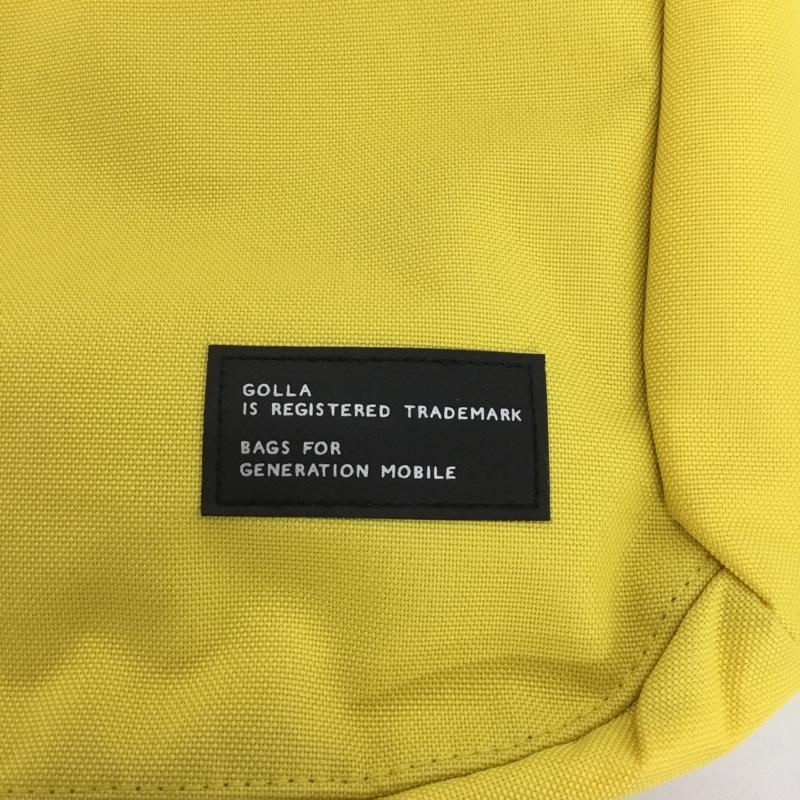 GOLLA
IS REGISTERED TRADEMARK
BAGS FOR
GENERATION MOBILE